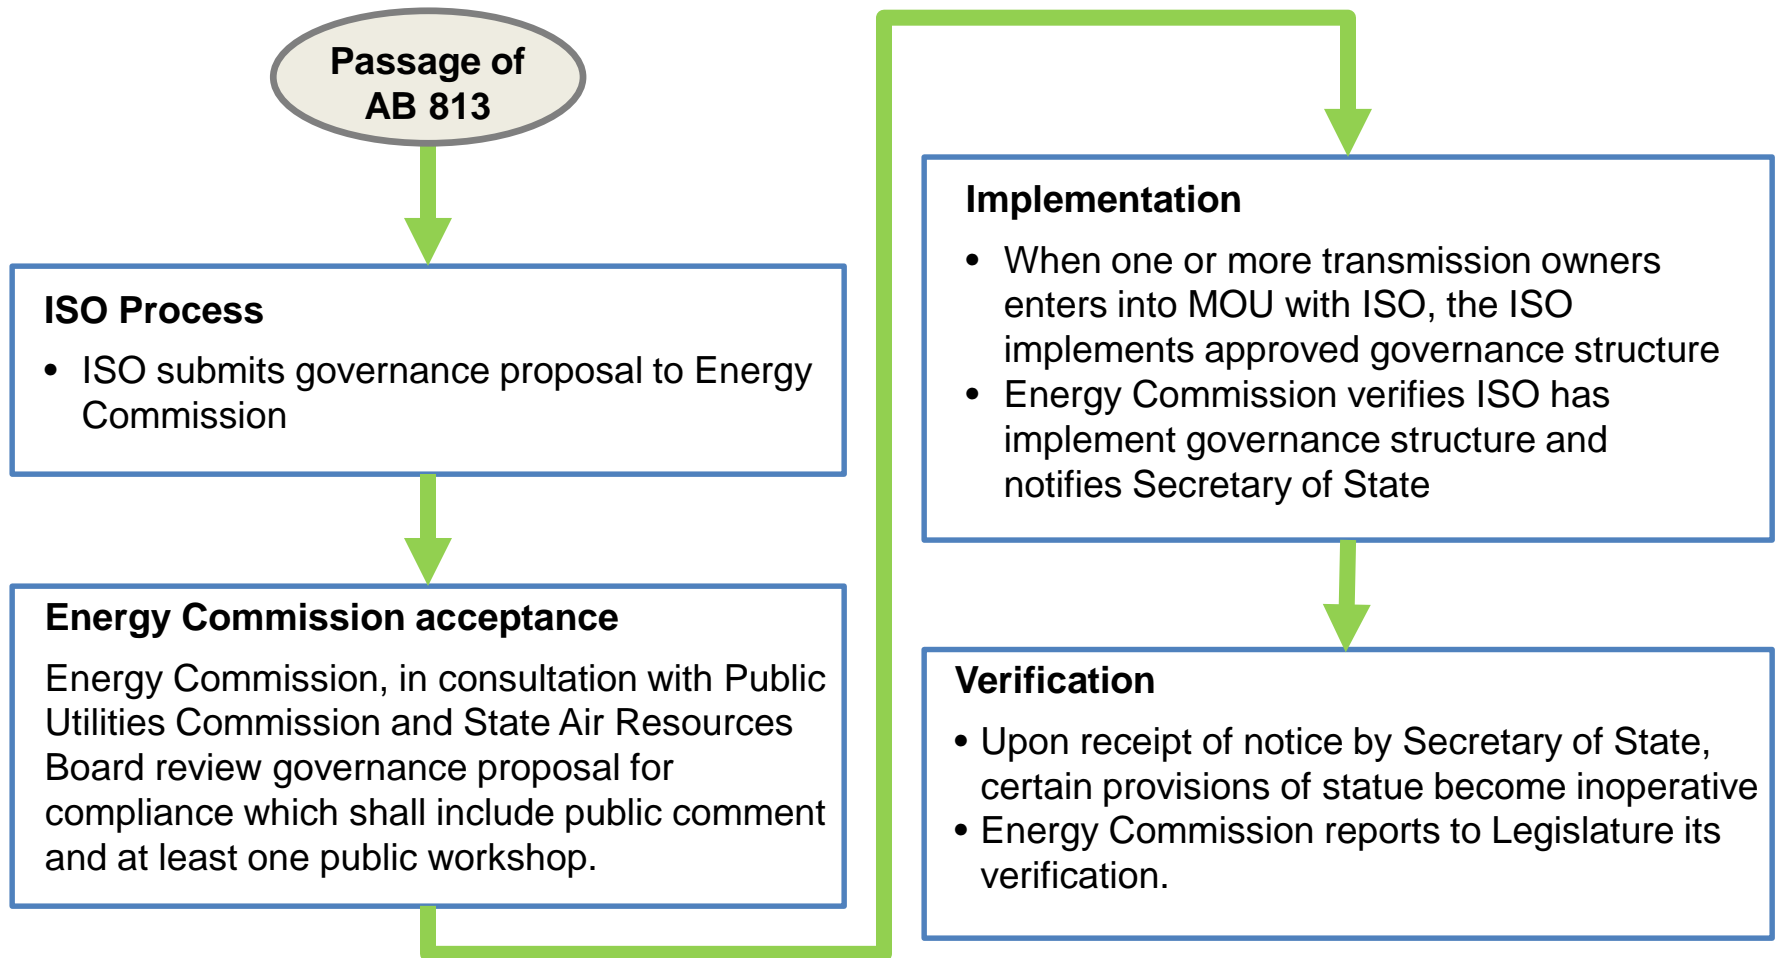 Passage of
AB 813
ISO Process
• ISO submits governance proposal to Energy
Commission
Energy Commission acceptance
Energy Commission, in consultation with Public
Utilities Commission and State Air Resources
Board review governance proposal for
compliance which shall include public comment
and at least one public workshop.
Implementation
• When one or more transmission owners
enters into MOU with ISO, the ISO
implements approved governance structure
• Energy Commission verifies ISO has
implement governance structure and
notifies Secretary of State
Verification
• Upon receipt of notice by Secretary of State,
certain provisions of statue become inoperative
• Energy Commission reports to Legislature its
verification.